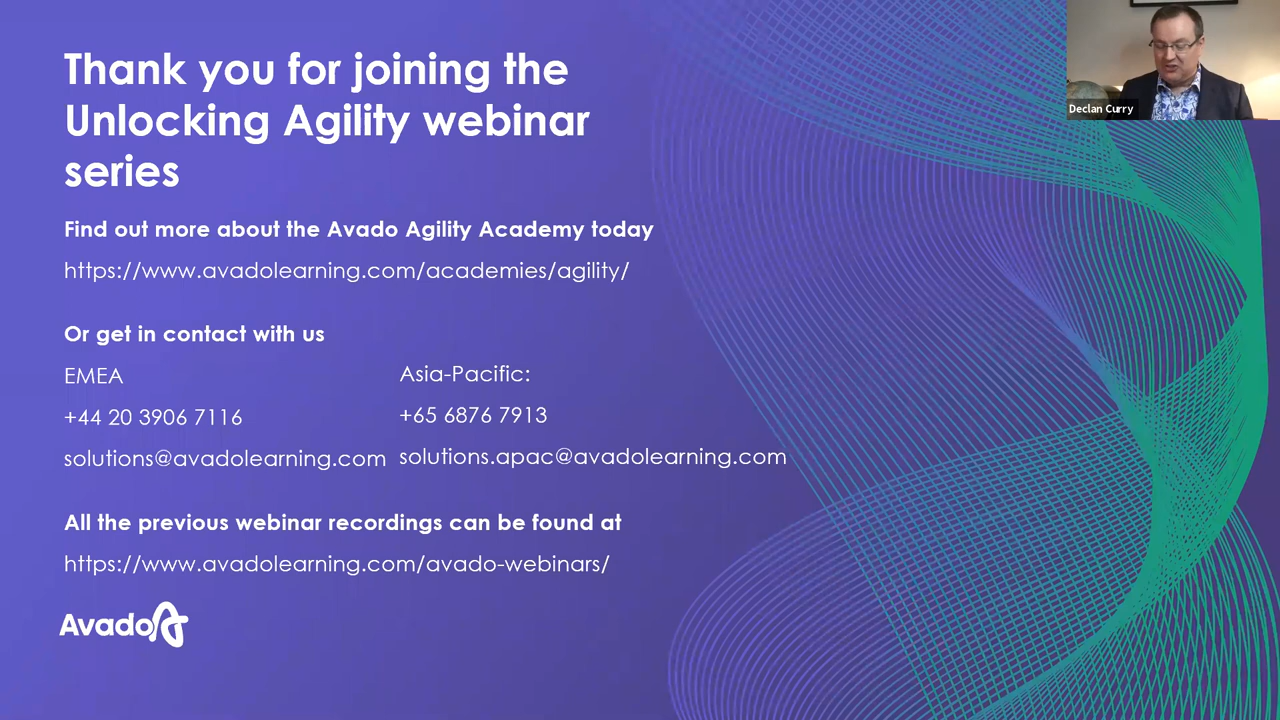 Thank you for joining the
Unlocking Agility webinar
series
Find out more about the Avado Agility Academy today
https://www.avadolearning.com/academies/agility/
Or get in contact with us
EMEA
+44 20 3906 7116
solutions@avadolearning.com
Asia-Pacific:
+65 6876 7913
solutions.apac@avadolearning.com
All the previous webinar recordings can be found at
https://www.avadolearning.com/avado-webinars/
Avado
Declan Curry